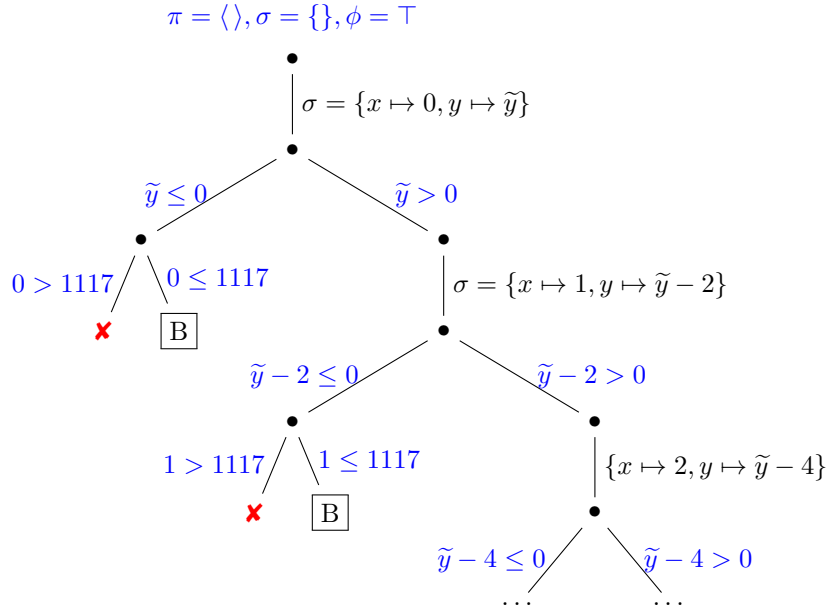 π = ⟨ ⟩, σ = {}, ϕ = ⊤
σ = {x ↦ 0, y ↦ ỹ}
ỹ ≤ 0
ỹ > 0
0 > 1117
0 ≤ 1117
σ = {x ↦ 1, y ↦ ỹ − 2}
✘
B
ỹ − 2 ≤ 0
ỹ − 2 > 0
1 > 1117
1 ≤ 1117
{x ↦ 2, y ↦ ỹ − 4}
✘
B
ỹ − 4 ≤ 0
ỹ − 4 > 0
...
...